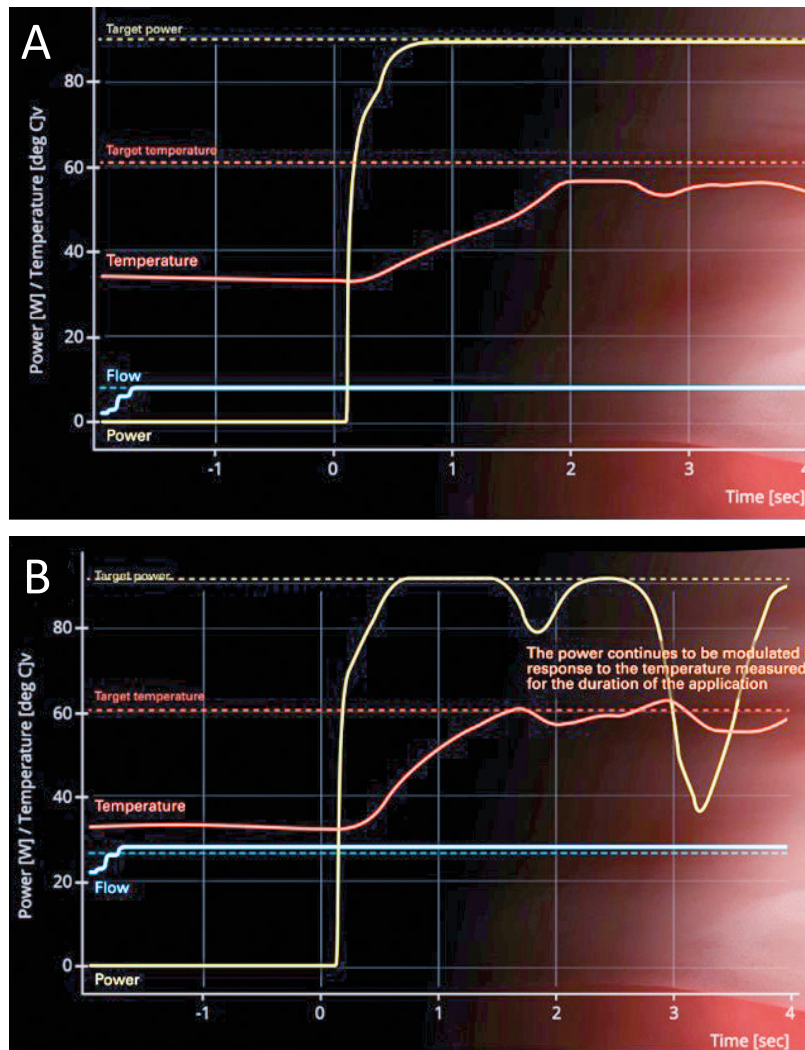 A
Target power
80
Target temperature
60
40
Temperature
20
Flow
0
Power
-1
0
1
2
3
4
Time [sec]
Power [W] / Temperature [deg C]v
B
Target power
80
The power continues to be modulated
response to the temperature measured
for the duration of the application
Target temperature
60
40
Temperature
20
Flow
0
Power
-1
0
1
2
3
4
Time [sec]
Power [W] / Temperature [deg C]v